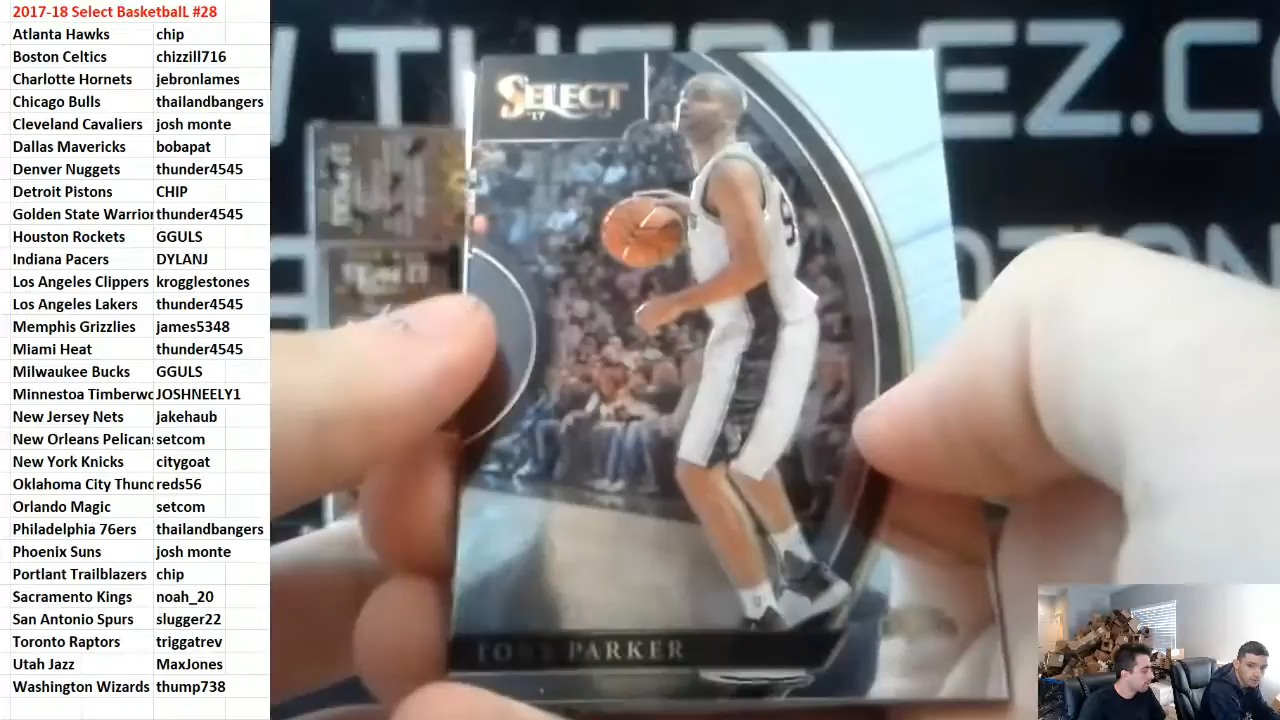 2017-18 Select BasketballL #28
Atlanta Hawks chip
Boston Celtics chizzill716
Charlotte Hornets jebronlames
Chicago Bulls thailandbangers
Cleveland Cavaliers josh monte
Dallas Mavericks bobapat
Denver Nuggets thunder4545
Detroit Pistons CHIP
Golden State Warrior thunder4545
Houston Rockets GGULS
Indiana Pacers DYLANJ
Los Angeles Clippers krogglestones
Los Angeles Lakers thunder4545
Memphis Grizzlies james5348
Miami Heat thunder4545
Milwaukee Bucks GGULS
Minnestoa Timberwo JOSHNEELY1
New Jersey Nets jakehaub
New Orleans Pelicans setcom
New York Knicks citygoat
Oklahoma City Thund reds56
Orlando Magic setcom
Philadelphia 76ers thailandbangers
Phoenix Suns josh monte
Portlant Trailblazers chip
Sacramento Kings noah_20
San Antonio Spurs slugger22
Toronto Raptors triggatrev
Utah Jazz MaxJones
Washington Wizards thump738
SELECT
'17
TONY PARKER